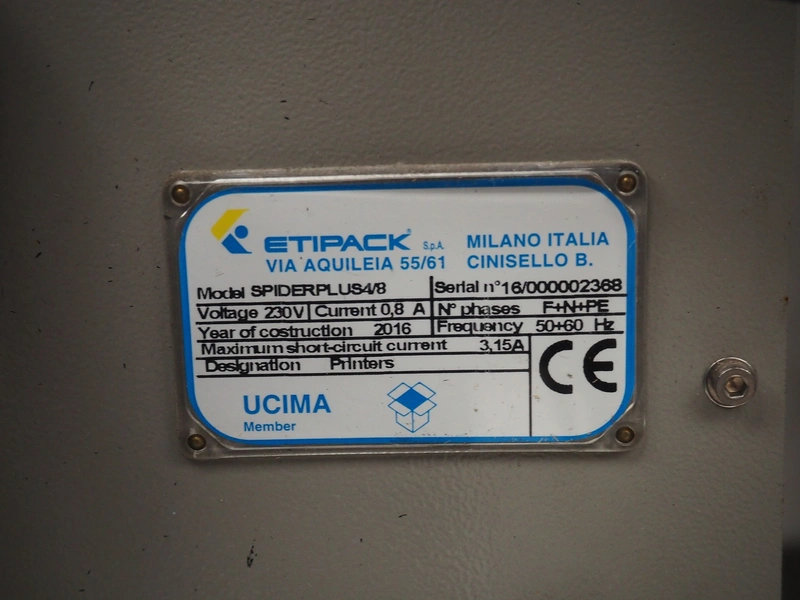 ETIPACK® S.p.A. MILANO ITALIA
VIA AQUILEIA 55/61 CINISELLO B.
Model SPIDERPLUS4/8 Serial n°16/000002368
Voltage 230V Current 0,8 A N° phases F+N+PE
Year of costruction 2016 Frequency 50+60 Hz
Maximum short-circuit current 3,15A
Designation Printers
CE
UCIMA
Member